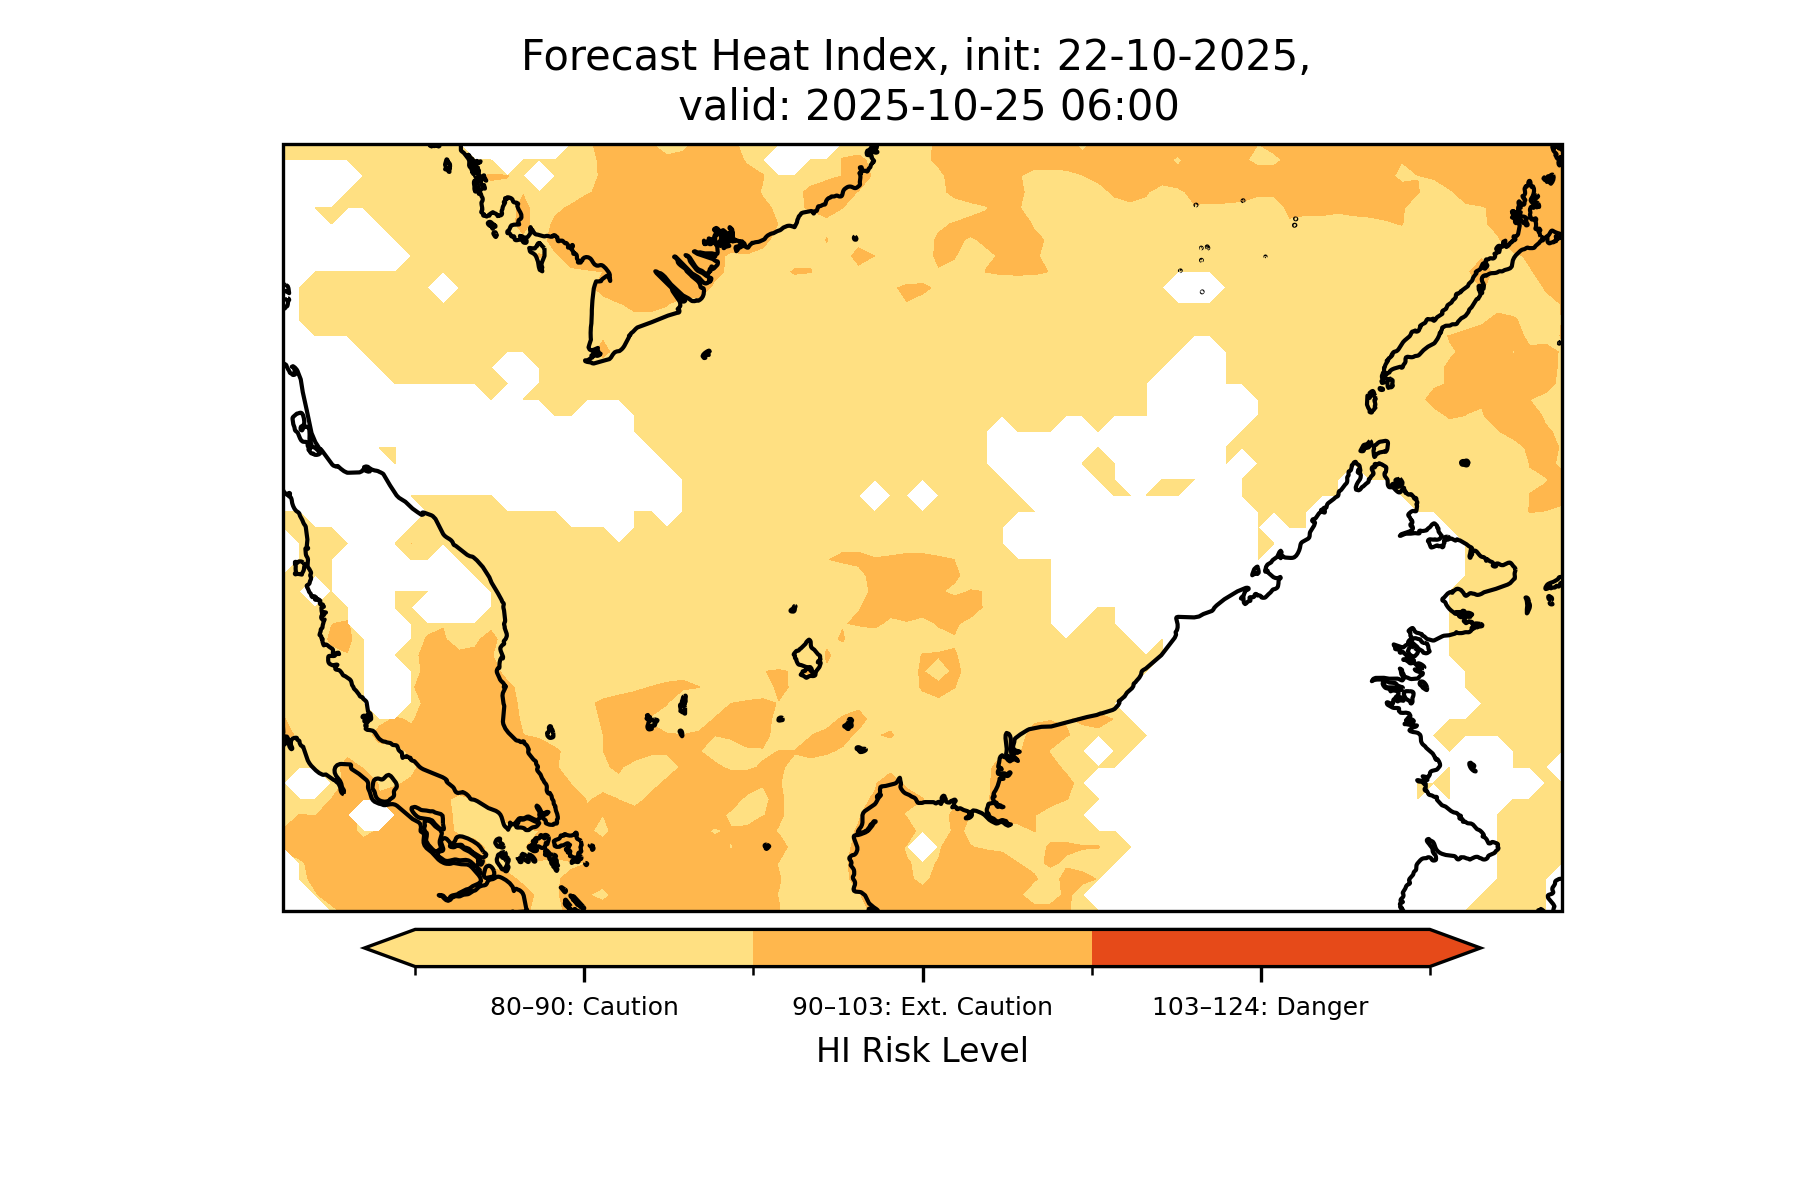 Forecast Heat Index, init: 22-10-2025,
valid: 2025-10-25 06:00
80–90: Caution
90–103: Ext. Caution
103–124: Danger
HI Risk Level